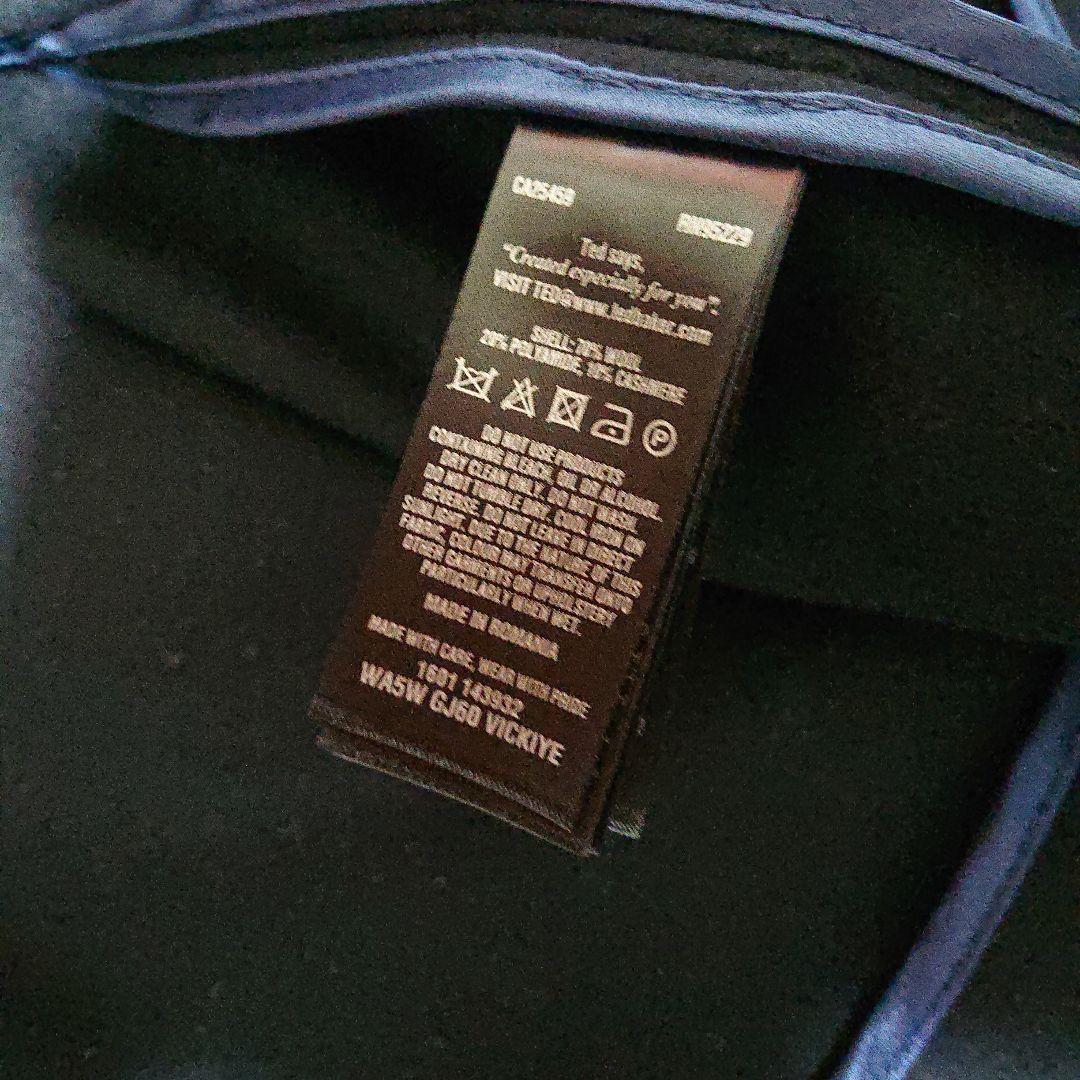 CA25459
RN95229
Ted says,
"Created especially for you".
VISIT TED@www.tedbaker.com
SHELL: 70% WOOL
20% POLYAMIDE, 10% CASHMERE
P
DO NOT USE PRODUCTS
CONTAINING BLEACH, OIL OR ALCOHOL.
DRY CLEAN ONLY. DO NOT WASH.
DO NOT TUMBLE DRY. COOL IRON ON
REVERSE. DO NOT LEAVE IN DIRECT
SUNLIGHT. DUE TO THE NATURE OF THIS
FABRIC, COLOUR MAY TRANSFER ONTO
OTHER GARMENTS OR UPHOLSTERY
PARTICULARLY WHEN WET.
MADE IN ROMANIA
MADE WITH CARE, WEAR WITH PRIDE
1601 143932
WA5W GJ60 VICKIYE